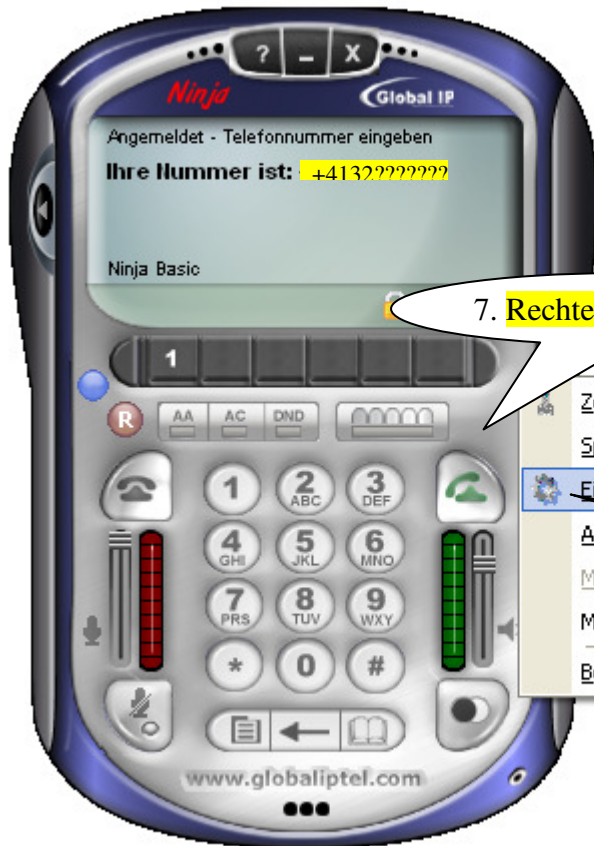 ? – X
Ninja Global IP
Angemeldet - Telefonnummer eingeben
Ihre Nummer ist: +4132???????
Ninja Basic
7. Rechte
1
R AA AC DND
1 2 ABC 3 DEF
4 GHI 5 JKL 6 MNO
7 PRS 8 TUV 9 WXY
* 0 #
www.globaliptel.com